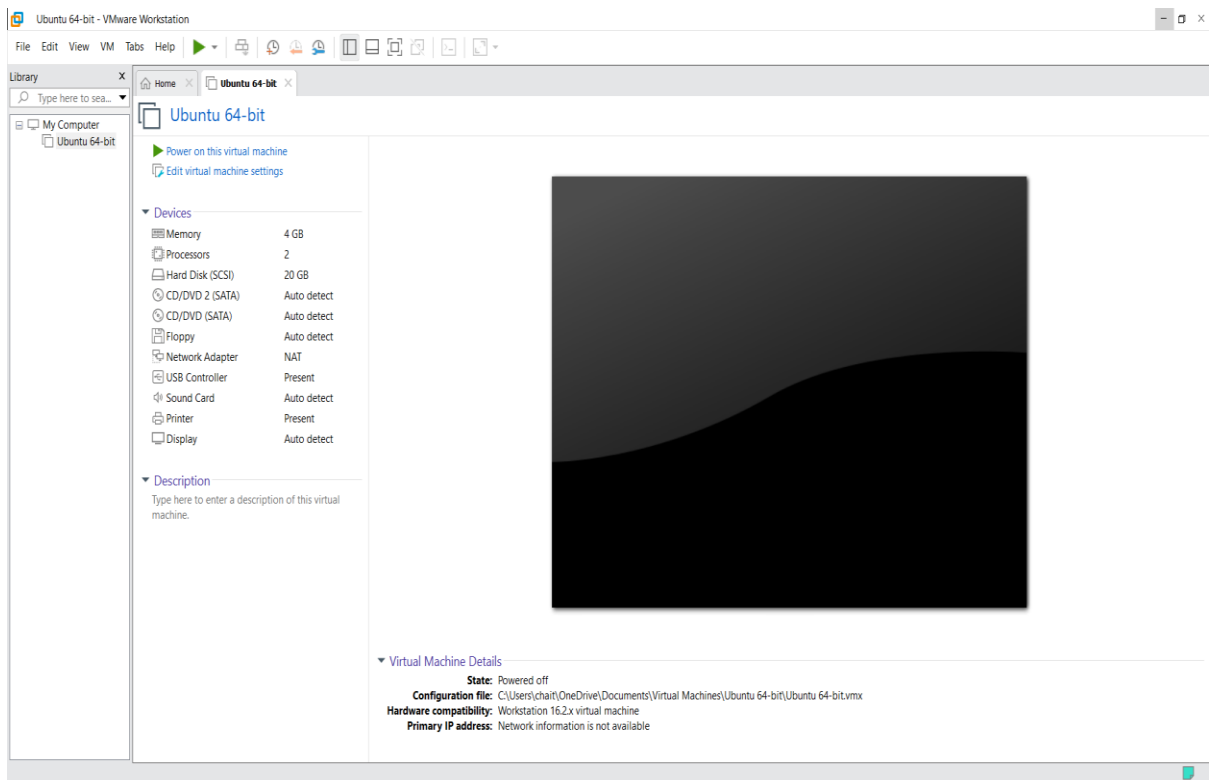 Ubuntu 64-bit - VMware Workstation
File Edit View VM Tabs Help
Library X
Type here to sea...
My Computer
Ubuntu 64-bit
Home
Ubuntu 64-bit
Ubuntu 64-bit
Power on this virtual machine
Edit virtual machine settings
Devices
Memory 4 GB
Processors 2
Hard Disk (SCSI) 20 GB
CD/DVD 2 (SATA) Auto detect
CD/DVD (SATA) Auto detect
Floppy Auto detect
Network Adapter NAT
USB Controller Present
Sound Card Auto detect
Printer Present
Display Auto detect
Description
Type here to enter a description of this virtual
machine.
Virtual Machine Details
State: Powered off
Configuration file: C:\Users\chait\OneDrive\Documents\Virtual Machines\Ubuntu 64-bit\Ubuntu 64-bit.vmx
Hardware compatibility: Workstation 16.2.x virtual machine
Primary IP address: Network information is not available